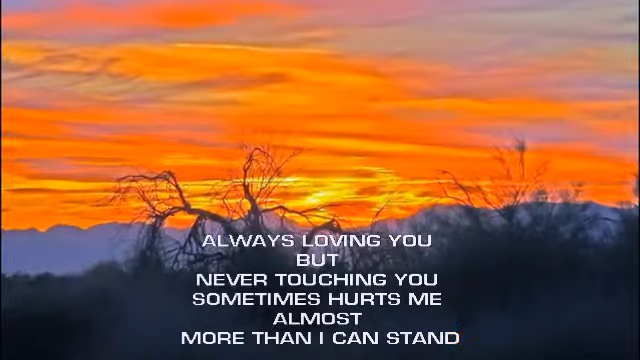 ALWAYS LOVING YOU
BUT
NEVER TOUCHING YOU
SOMETIMES HURTS ME
ALMOST
MORE THAN I CAN STAND